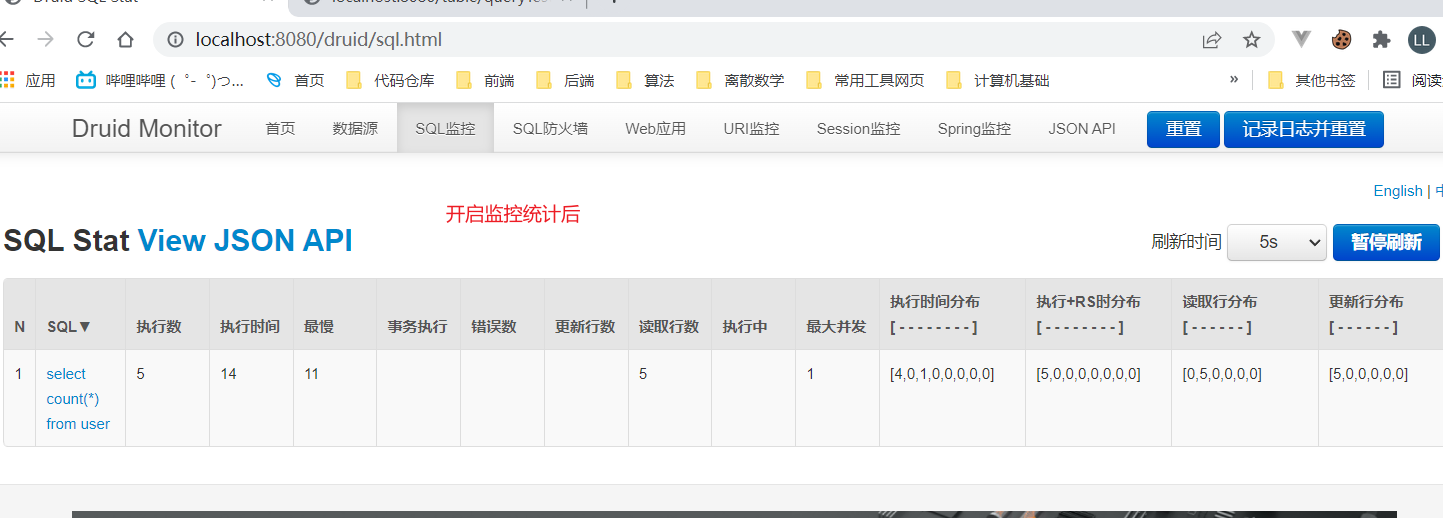 Druid SQL Stat
localhost:8080/druid/sql.html
LL
应用 哔哩哔哩 (゜-゜)つ... 首页 代码仓库 前端 后端 算法 离散数学 常用工具网页 计算机基础 » 其他书签 阅读
Druid Monitor 首页 数据源 SQL监控 SQL防火墙 Web应用 URI监控 Session监控 Spring监控 JSON API 重置 记录日志并重置
English |
开启监控统计后
SQL Stat View JSON API 刷新时间 5s 暂停刷新
N SQL▼ 执行数 执行时间 最慢 事务执行 错误数 更新行数 读取行数 执行中 最大并发 执行时间分布 执行+RS时分布 读取行分布 更新行分布
[ - - - - - - - - ] [ - - - - - - - - ] [ - - - - - - ] [ - - - - - - ]
1 select 5 14 11 5 1 [4,0,1,0,0,0,0,0] [5,0,0,0,0,0,0,0] [0,5,0,0,0,0] [5,0,0,0,0,0]
count(*)
from user